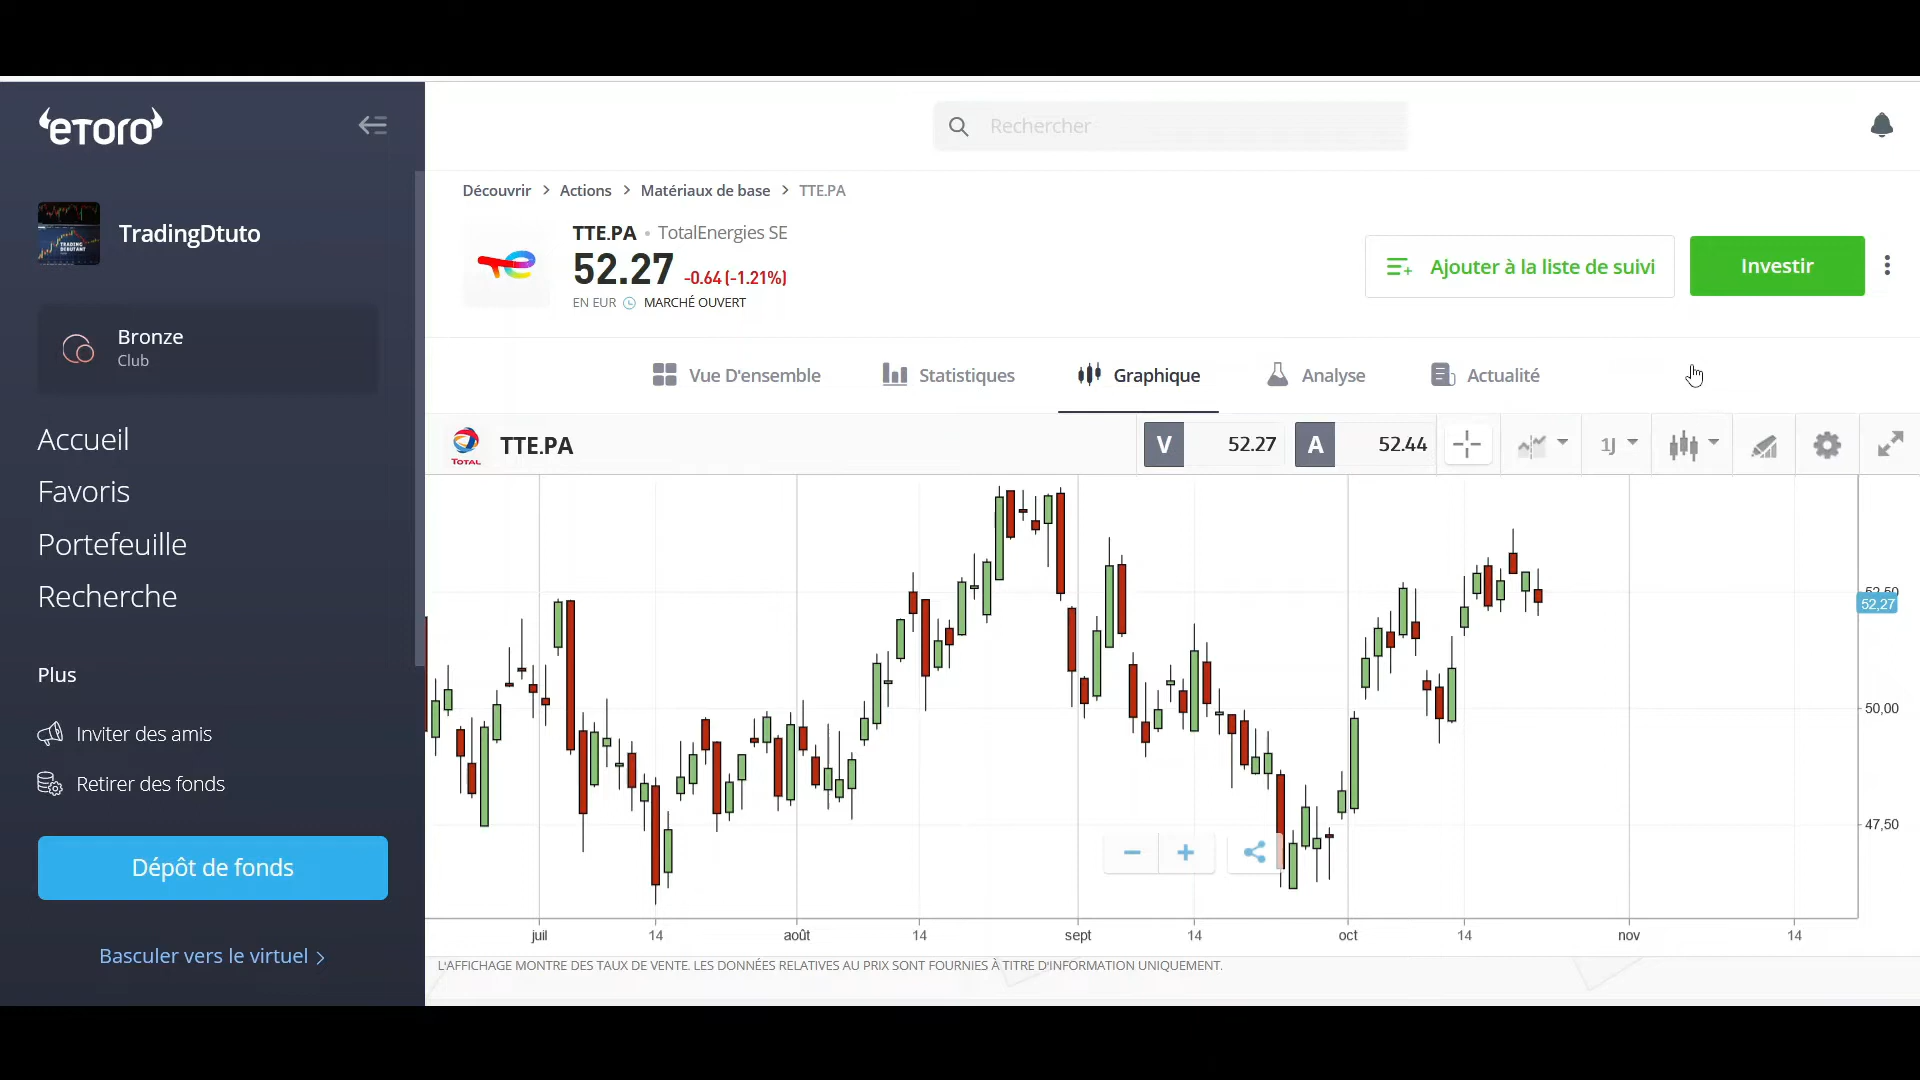 eTORO
TradingDtuto
Bronze
Club
Accueil
Favoris
Portefeuille
Recherche
Plus
Inviter des amis
Retirer des fonds
Dépôt de fonds
Basculer vers le virtuel >
Rechercher
Découvrir > Actions > Matériaux de base > TTE.PA
TTE.PA • TotalEnergies SE
52.27 -0.64 (-1.21%)
EN EUR MARCHÉ OUVERT
Ajouter à la liste de suivi
Investir
Vue D'ensemble
Statistiques
Graphique
Analyse
Actualité
TOTAL
TTE.PA
V 52.27 A 52.44
1J
52,50
52,27
50,00
47,50
juil 14 août 14 sept 14 oct 14 nov 14
L'AFFICHAGE MONTRE DES TAUX DE VENTE. LES DONNÉES RELATIVES AU PRIX SONT FOURNIES À TITRE D'INFORMATION UNIQUEMENT.